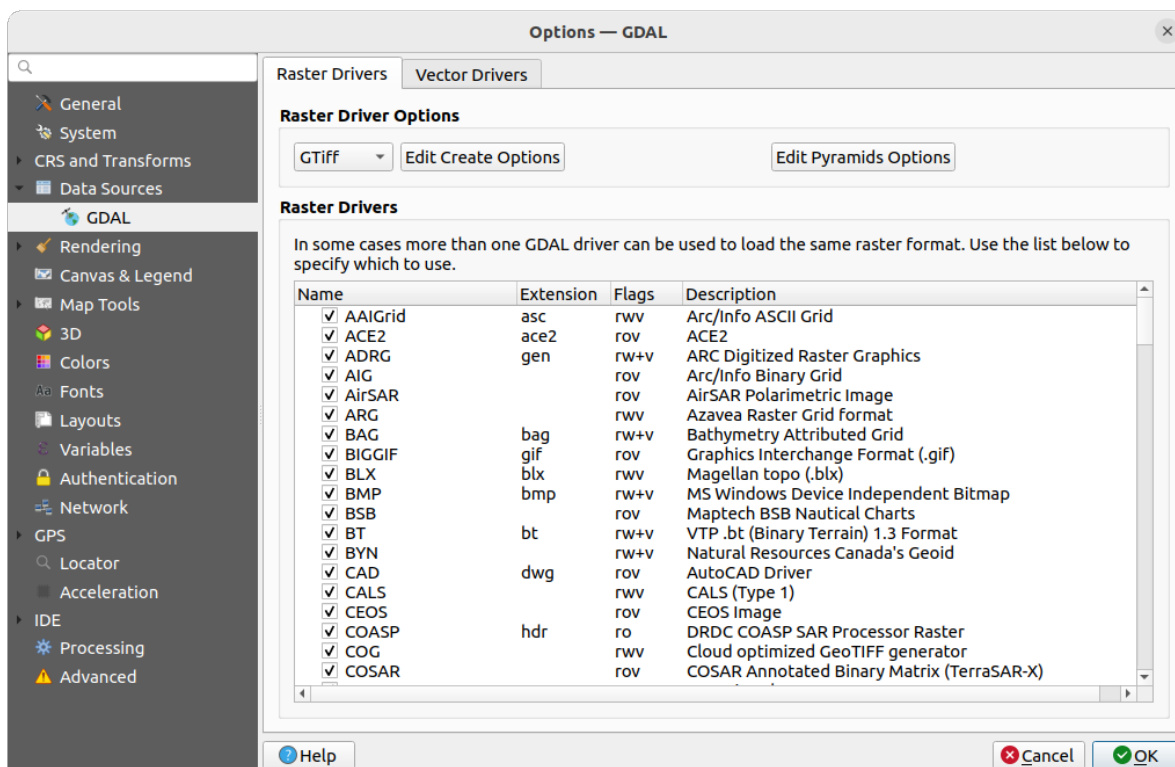 Options — GDAL
General
System
CRS and Transforms
Data Sources
GDAL
Rendering
Canvas & Legend
Map Tools
3D
Colors
Aa Fonts
Layouts
ε Variables
Authentication
Network
GPS
Locator
Acceleration
IDE
Processing
Advanced
Raster Drivers Vector Drivers
Raster Driver Options
GTiff Edit Create Options Edit Pyramids Options
Raster Drivers
In some cases more than one GDAL driver can be used to load the same raster format. Use the list below to
specify which to use.
Name Extension Flags Description
AAIGrid asc rwv Arc/Info ASCII Grid
ACE2 ace2 rov ACE2
ADRG gen rw+v ARC Digitized Raster Graphics
AIG rov Arc/Info Binary Grid
AirSAR rov AirSAR Polarimetric Image
ARG rwv Azavea Raster Grid format
BAG bag rw+v Bathymetry Attributed Grid
BIGGIF gif rov Graphics Interchange Format (.gif)
BLX blx rwv Magellan topo (.blx)
BMP bmp rw+v MS Windows Device Independent Bitmap
BSB rov Maptech BSB Nautical Charts
BT bt rw+v VTP .bt (Binary Terrain) 1.3 Format
BYN rw+v Natural Resources Canada's Geoid
CAD dwg rov AutoCAD Driver
CALS rwv CALS (Type 1)
CEOS rov CEOS Image
COASP hdr ro DRDC COASP SAR Processor Raster
COG rwv Cloud optimized GeoTIFF generator
COSAR rov COSAR Annotated Binary Matrix (TerraSAR-X)
? Help Cancel OK